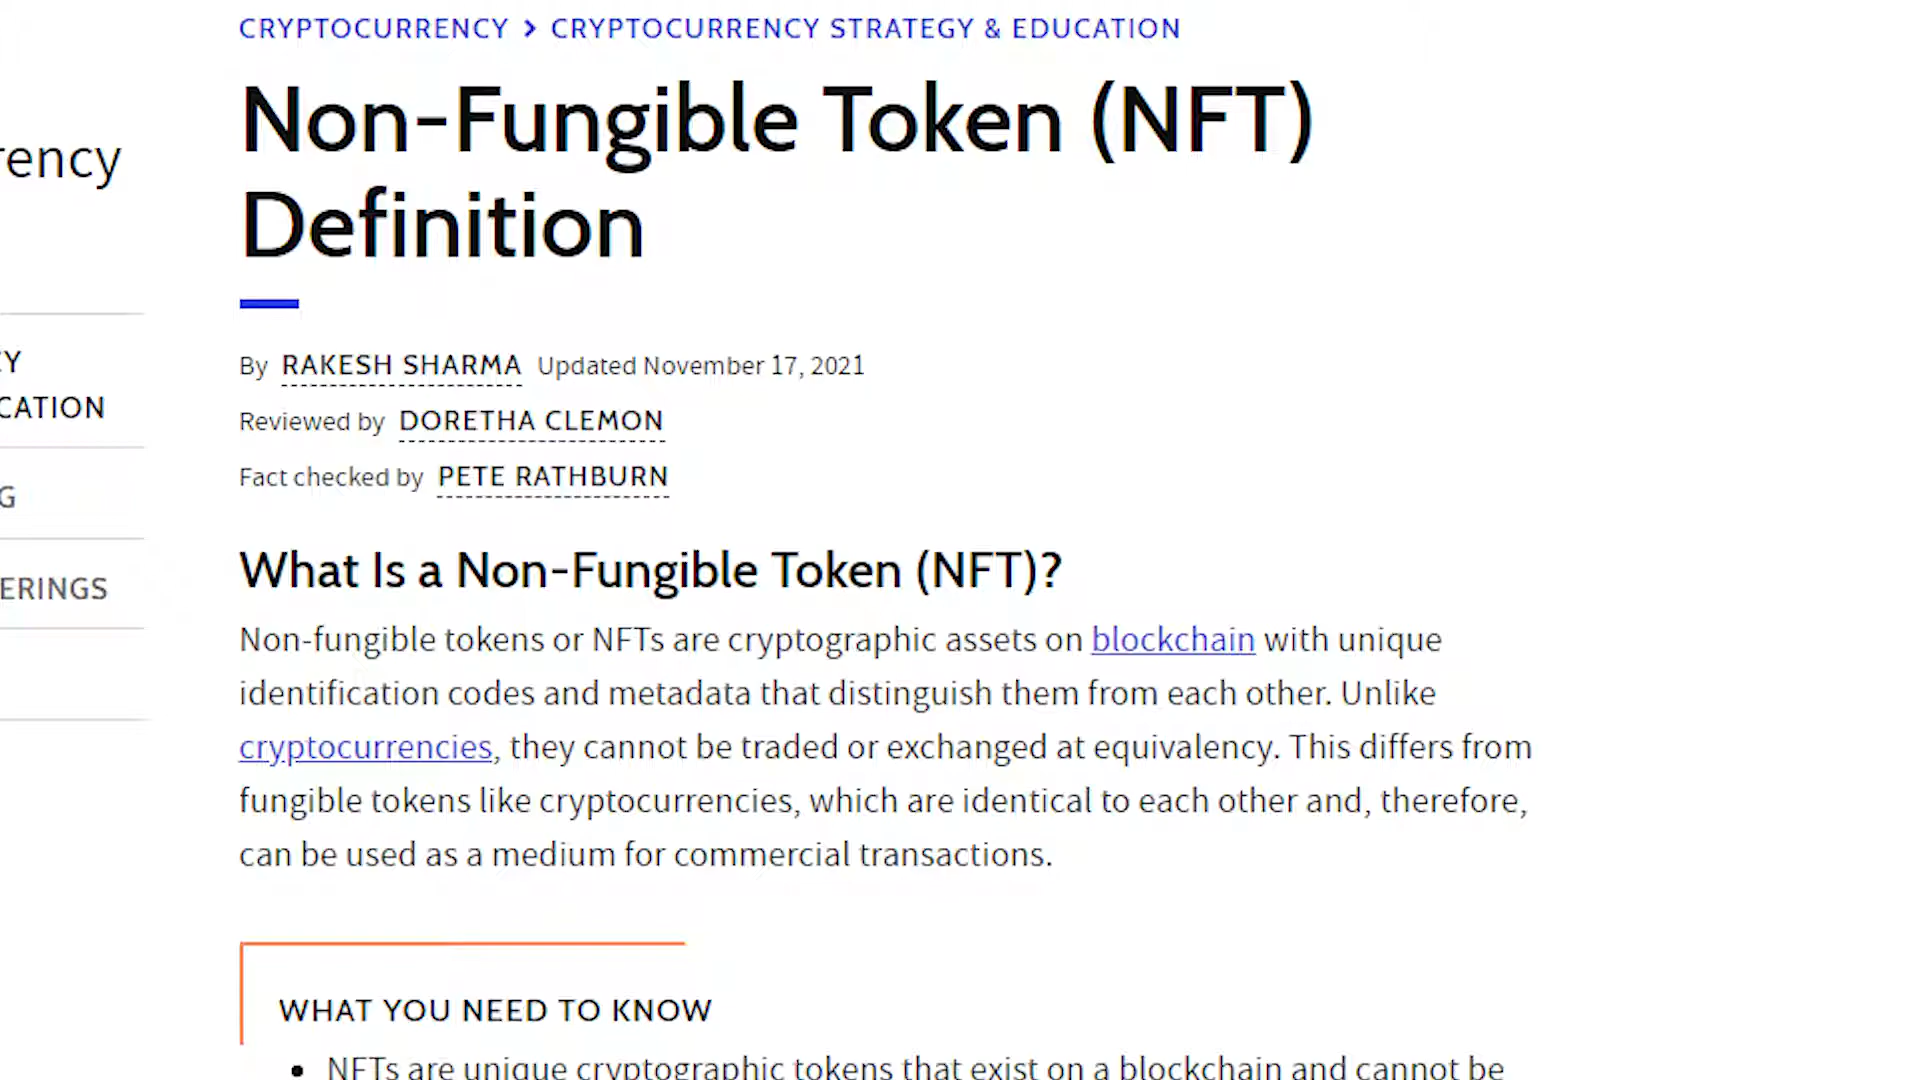 CRYPTOCURRENCY > CRYPTOCURRENCY STRATEGY & EDUCATION
Non-Fungible Token (NFT)
Definition
By RAKESH SHARMA Updated November 17, 2021
Reviewed by DORETHA CLEMON
Fact checked by PETE RATHBURN
What Is a Non-Fungible Token (NFT)?
Non-fungible tokens or NFTs are cryptographic assets on blockchain with unique
identification codes and metadata that distinguish them from each other. Unlike
cryptocurrencies, they cannot be traded or exchanged at equivalency. This differs from
fungible tokens like cryptocurrencies, which are identical to each other and, therefore,
can be used as a medium for commercial transactions.
WHAT YOU NEED TO KNOW
• NFTs are unique cryptographic tokens that exist on a blockchain and cannot be
rency
CY
CATION
G
ERINGS